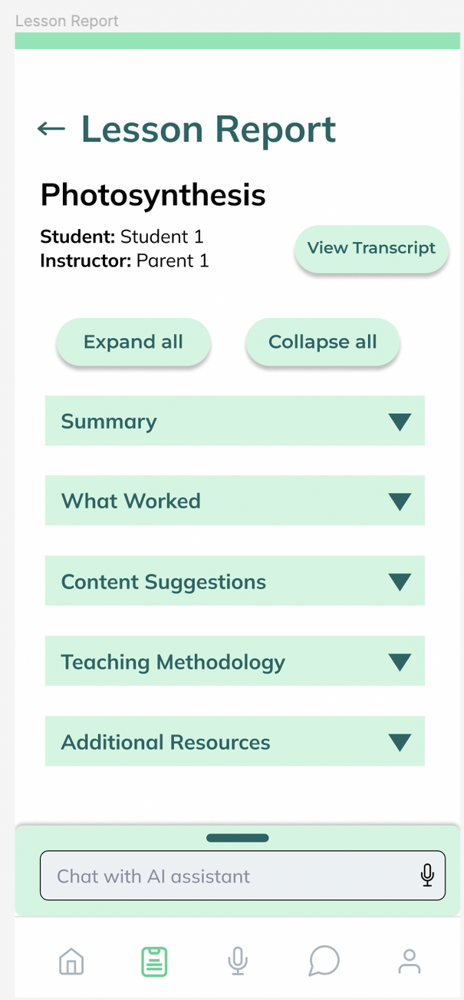 Lesson Report
← Lesson Report
Photosynthesis
Student: Student 1
Instructor: Parent 1
View Transcript
Expand all
Collapse all
Summary
What Worked
Content Suggestions
Teaching Methodology
Additional Resources
Chat with AI assistant